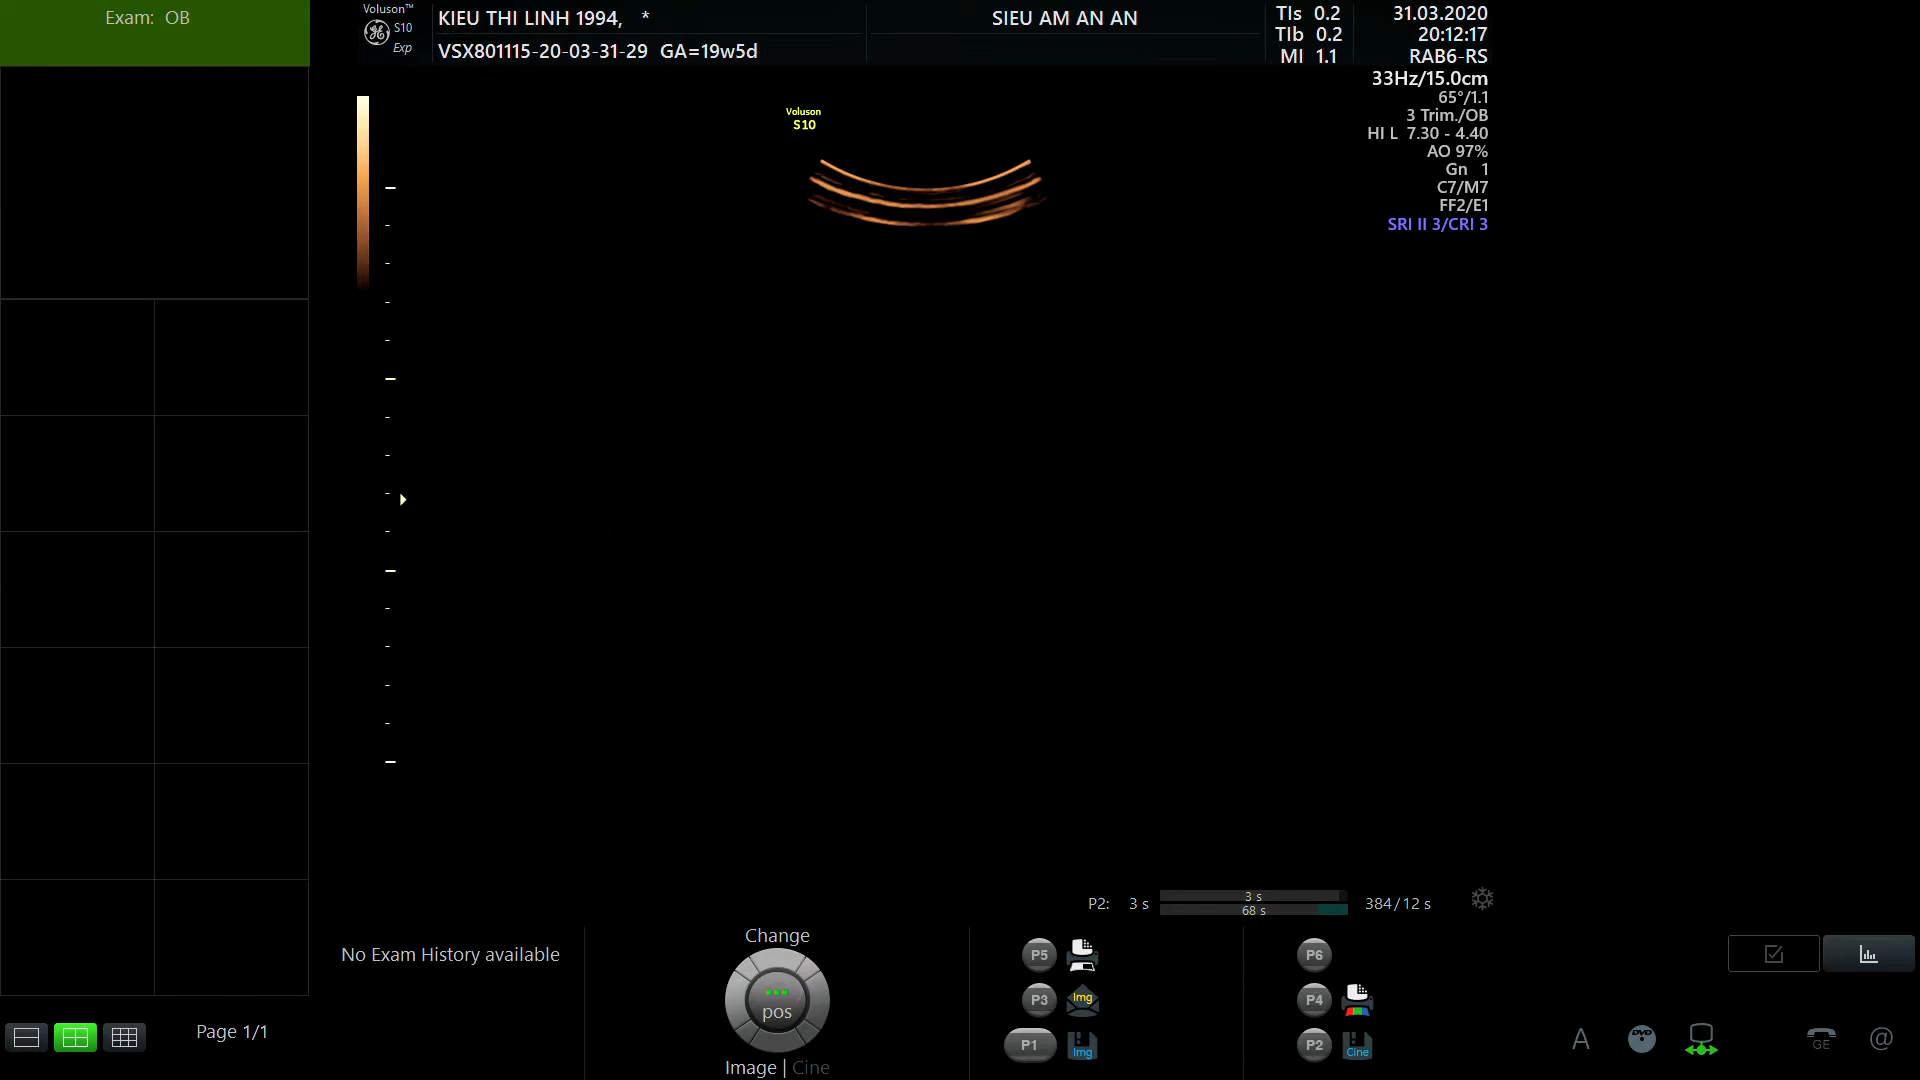 Exam: OB
Voluson™
S10
Exp
KIEU THI LINH 1994, *
VSX801115-20-03-31-29 GA=19w5d
SIEU AM AN AN
TIs 0.2
TIb 0.2
MI 1.1
31.03.2020
20:12:17
RAB6-RS
33Hz/15.0cm
65°/1.1
3 Trim./OB
HI L 7.30 - 4.40
AO 97%
Gn 1
C7/M7
FF2/E1
SRI II 3/CRI 3
Voluson
S10
P2: 3 s
3 s
68 s
384/12 s
No Exam History available
Change
pos
Image | Cine
P5
P3 Img
P1 Img
P6
P4
P2 Cine
Page 1/1
A
DVD
GE
@